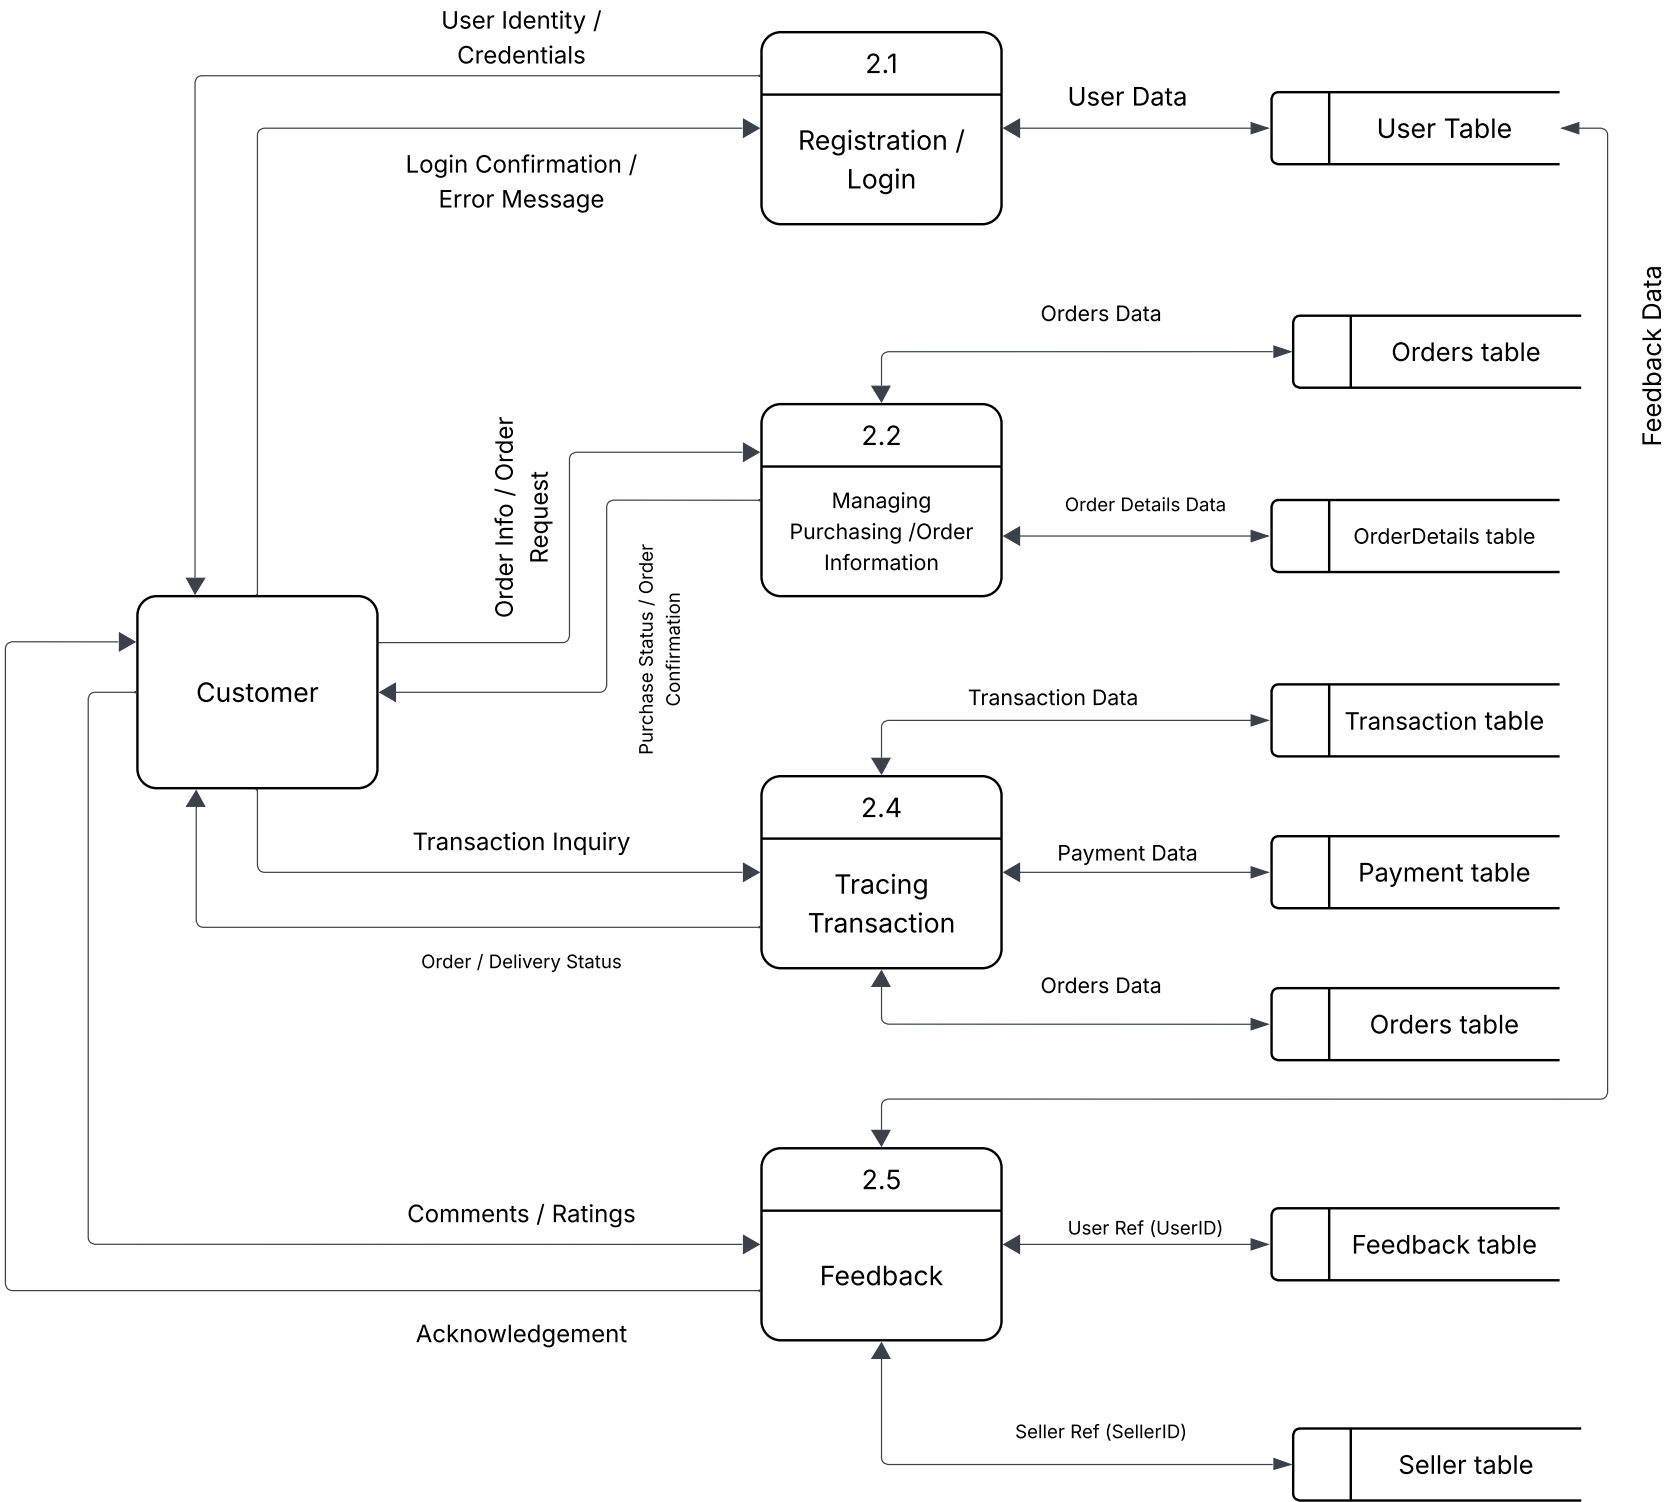 User Identity /
Credentials
2.1
Registration /
Login
User Data
User Table
Login Confirmation /
Error Message
Feedback Data
Orders Data
Orders table
Order Info / Order
Request
2.2
Managing
Purchasing /Order
Information
Order Details Data
OrderDetails table
Purchase Status / Order
Confirmation
Customer
Transaction Data
Transaction table
2.4
Tracing
Transaction
Transaction Inquiry
Payment Data
Payment table
Order / Delivery Status
Orders Data
Orders table
2.5
Feedback
Comments / Ratings
User Ref (UserID)
Feedback table
Acknowledgement
Seller Ref (SellerID)
Seller table